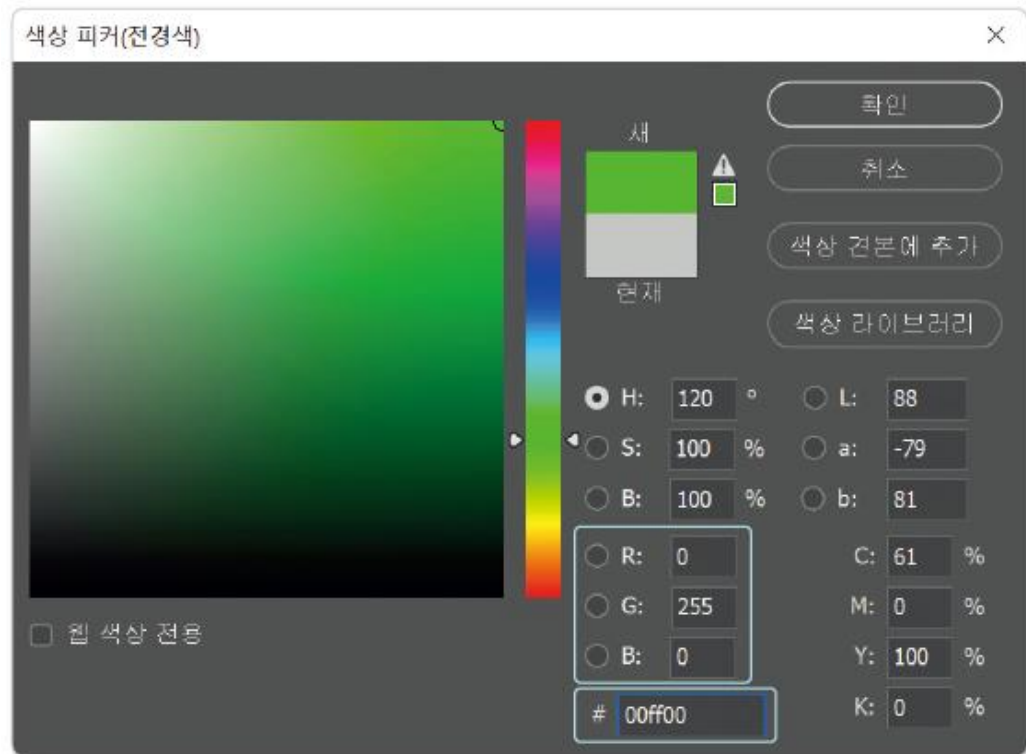 색상 피커(전경색)
새
현재
확인
취소
색상 견본에 추가
색상 라이브러리
H: 120 °
S: 100 %
B: 100 %
R: 0
G: 255
B: 0
# 00ff00
L: 88
a: -79
b: 81
C: 61 %
M: 0 %
Y: 100 %
K: 0 %
웹 색상 전용